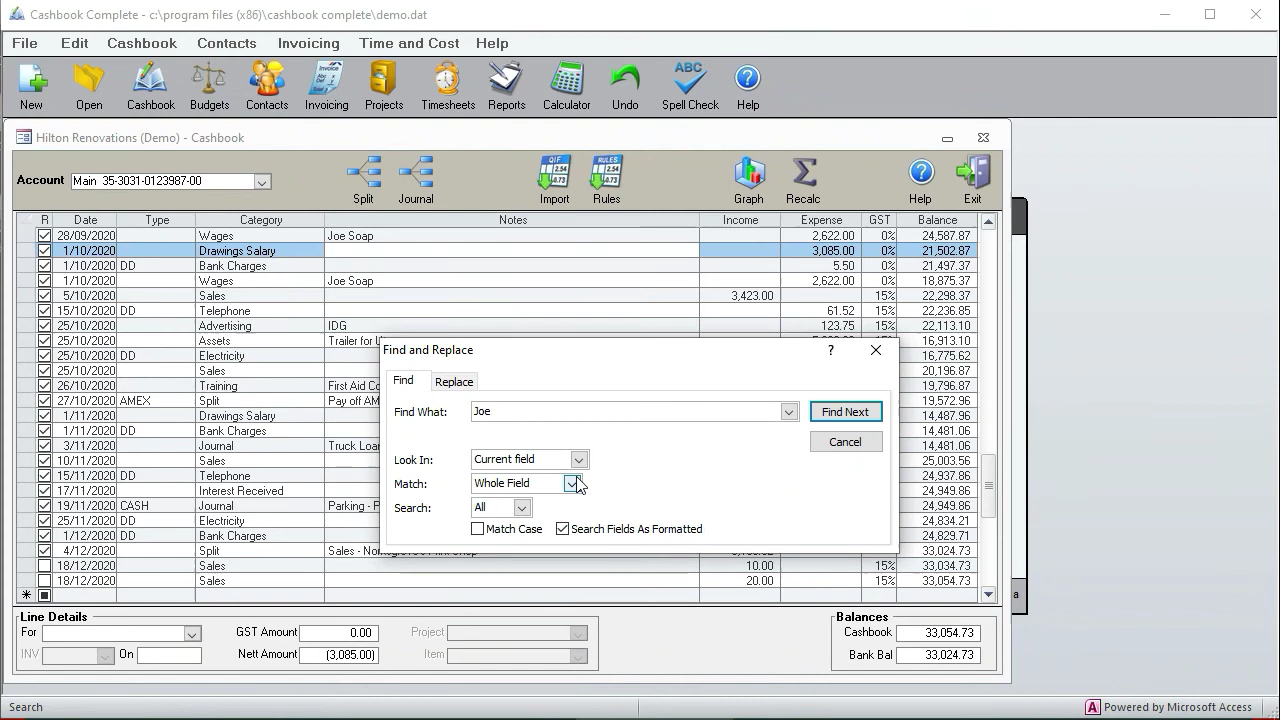 Cashbook Complete - c:\program files (x86)\cashbook complete\demo.dat
File Edit Cashbook Contacts Invoicing Time and Cost Help
New Open Cashbook Budgets Contacts Invoicing Projects Timesheets Reports Calculator Undo Spell Check Help
Hilton Renovations (Demo) - Cashbook
Account Main 35-3031-0123987-00 Split Journal Import Rules Graph Recalc Help Exit
R Date Type Category Notes Income Expense GST Balance
28/09/2020 Wages Joe Soap 2,622.00 0% 24,587.87
1/10/2020 Drawings Salary 3,085.00 0% 21,502.87
1/10/2020 DD Bank Charges 5.50 0% 21,497.37
1/10/2020 Wages Joe Soap 2,622.00 0% 18,875.37
5/10/2020 Sales 3,423.00 15% 22,298.37
15/10/2020 DD Telephone 61.52 15% 22,236.85
25/10/2020 Advertising IDG 123.75 15% 22,113.10
25/10/2020 Assets Trailer for 16,913.10
25/10/2020 DD Electricity 16,775.62
25/10/2020 Sales 20,196.87
26/10/2020 Training First Aid Co 19,796.87
27/10/2020 AMEX Split Pay off AM 19,572.96
1/11/2020 Drawings Salary 14,487.96
1/11/2020 DD Bank Charges 14,481.06
3/11/2020 Journal Truck Loan 14,481.06
10/11/2020 Sales 25,003.56
15/11/2020 DD Telephone 24,937.86
17/11/2020 Interest Received 24,949.86
19/11/2020 CASH Journal Parking - 24,949.86
25/11/2020 DD Electricity 24,834.21
1/12/2020 DD Bank Charges 24,829.71
4/12/2020 Split 33,024.73
18/12/2020 Sales 10.00 15% 33,034.73
18/12/2020 Sales 20.00 15% 33,054.73
Find and Replace
Find Replace
Find What: Joe Find Next
Cancel
Look In: Current field
Match: Whole Field
Search: All
Match Case Search Fields As Formatted
Line Details
For GST Amount 0.00 Project
INV On Nett Amount (3,085.00) Item
Balances
Cashbook 33,054.73
Bank Bal 33,024.73
Search Powered by Microsoft Access